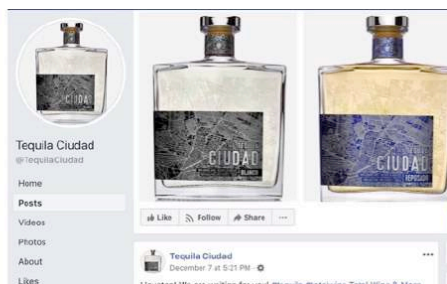 CIUDAD
CIUDAD
BLANCO
CIUDAD
REPOSADO
Tequila Ciudad
@TequilaCiudad
Home
Posts
Videos
Photos
About
Likes
Like Follow Share ...
Tequila Ciudad
December 7 at 5:21 PM ·